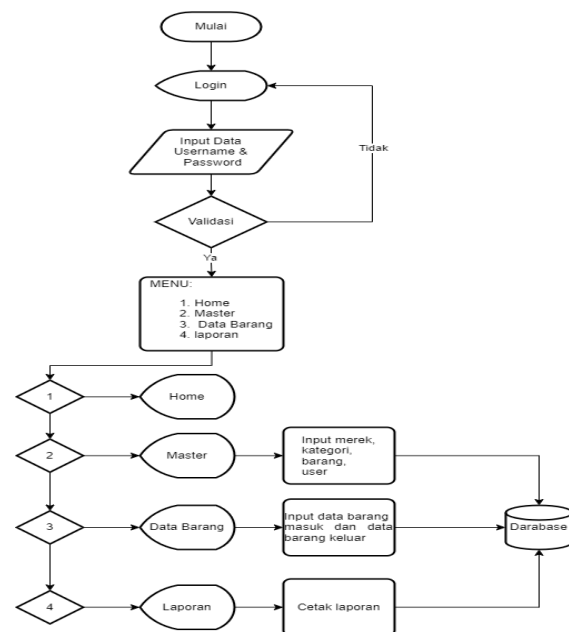 Mulai
Login
Input Data
Username &
Password
Tidak
Validasi
Ya
MENU:
1. Home
2. Master
3. Data Barang
4. laporan
1
Home
2
Master
Input merek,
kategori,
barang,
user
3
Data Barang
Input data barang
masuk dan data
barang keluar
Darabase
4
Laporan
Cetak laporan